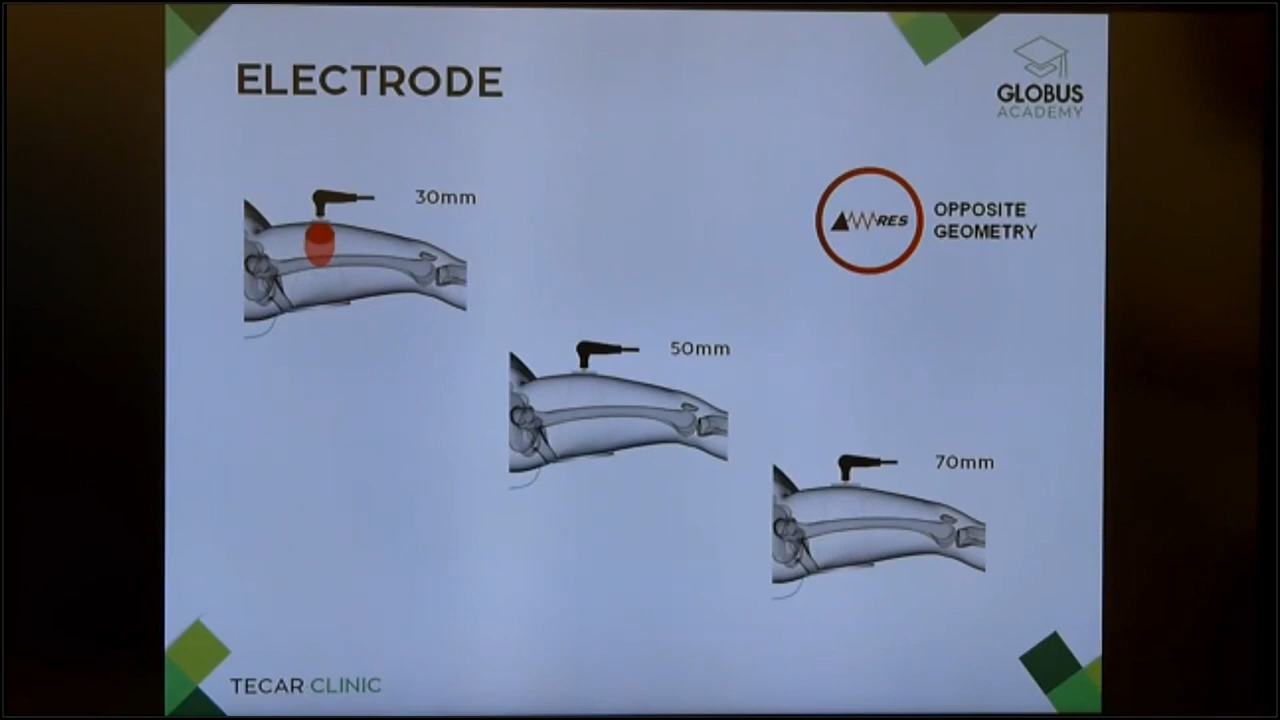 ELECTRODE
GLOBUS
ACADEMY
30mm
RES
OPPOSITE
GEOMETRY
50mm
70mm
TECAR CLINIC